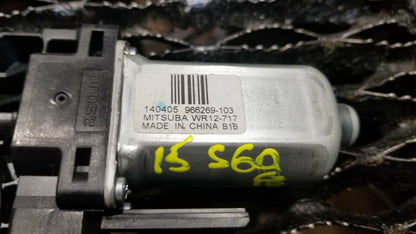 140405 966269-103
MITSUBA WR12-717
MADE IN CHINA B1B
15 S60